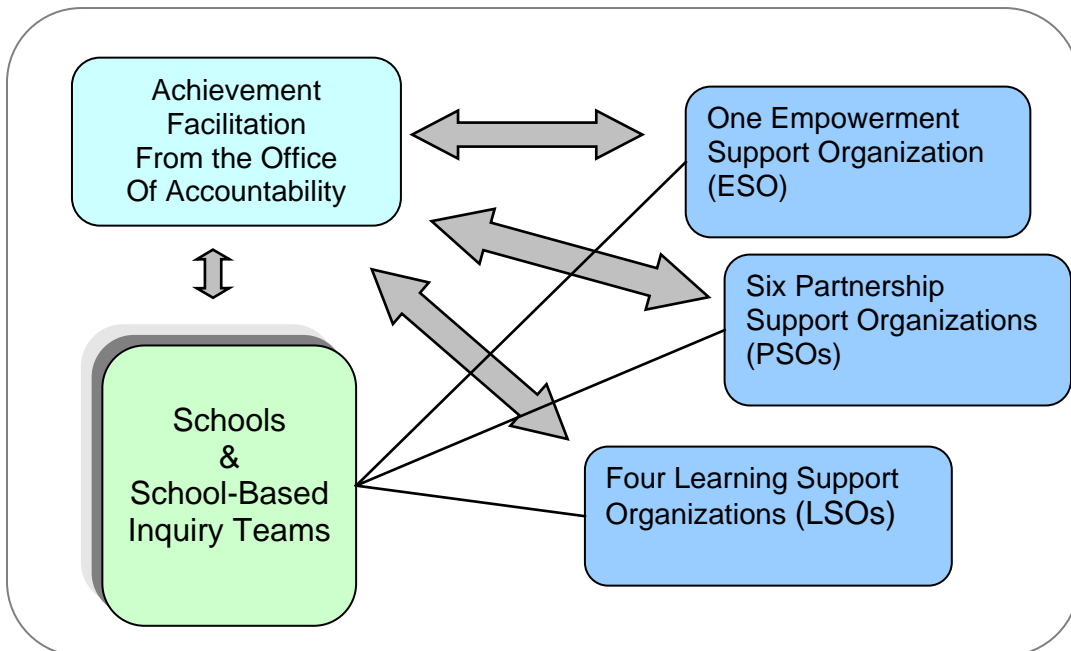 Achievement
Facilitation
From the Office
Of Accountability
One Empowerment
Support Organization
(ESO)
Six Partnership
Support Organizations
(PSOs)
Schools
&
School-Based
Inquiry Teams
Four Learning Support
Organizations (LSOs)